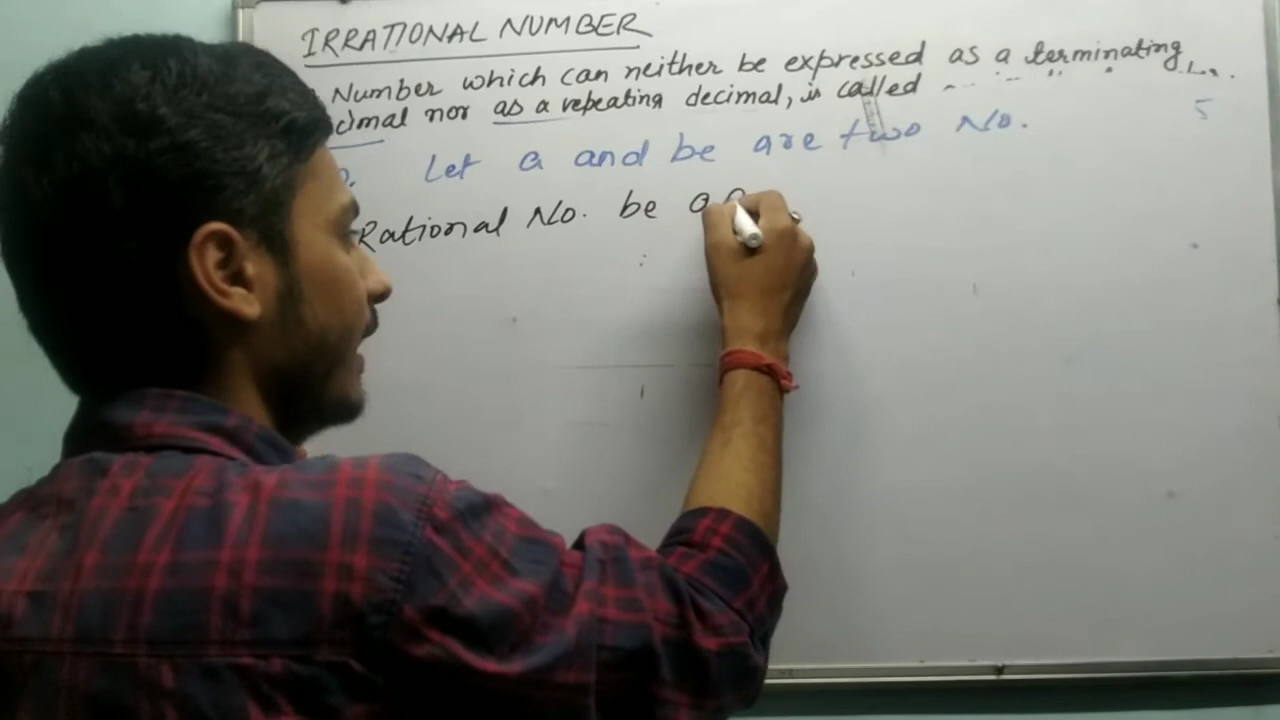 IRRATIONAL NUMBER
Number which can neither be expressed as a terminating
cimal nor as a repeating decimal, is called
Let a and be are two No.
5
Rational No. be